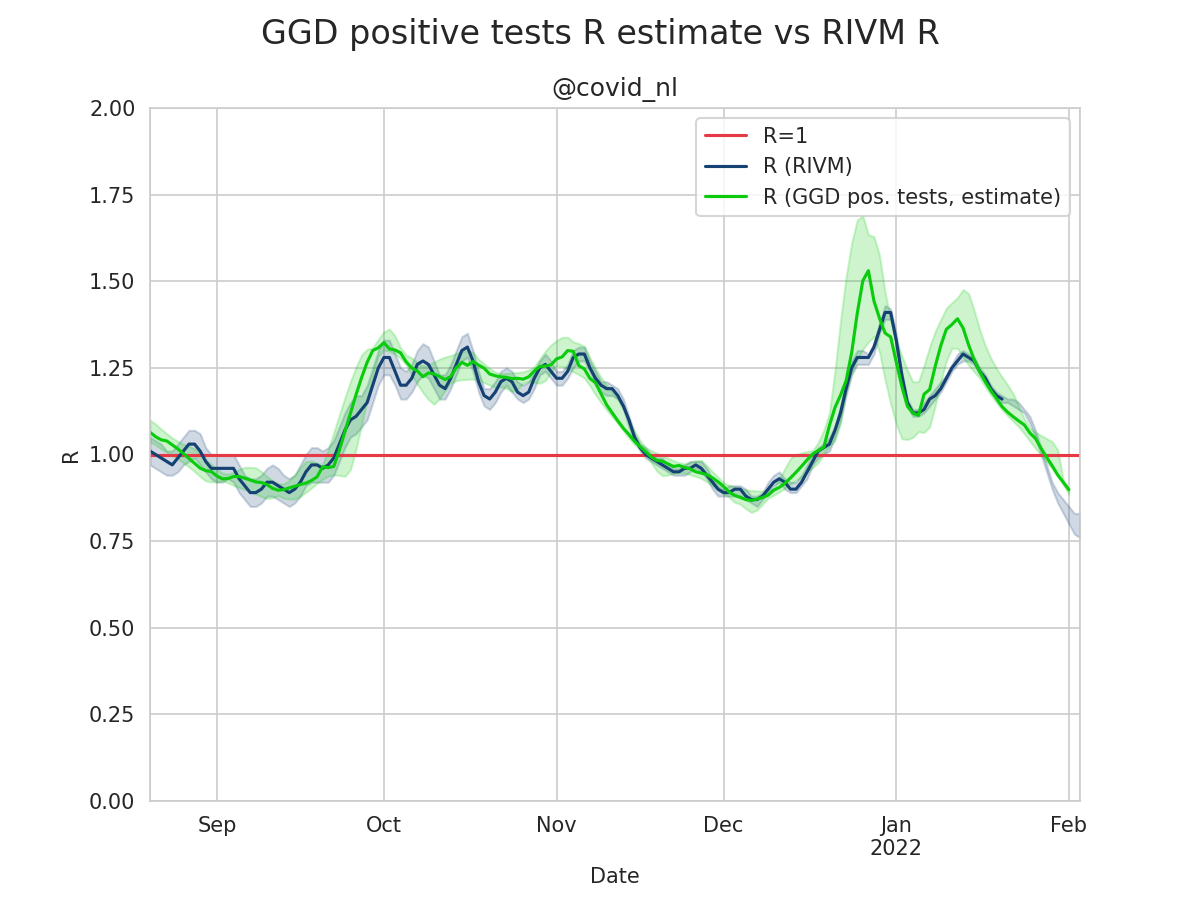 GGD positive tests R estimate vs RIVM R
@covid_nl
2.00
1.75
1.50
1.25
1.00
0.75
0.50
0.25
0.00
R
R=1
R (RIVM)
R (GGD pos. tests, estimate)
Sep Oct Nov Dec Jan Feb
2022
Date